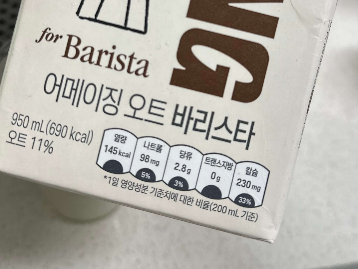 NG
for Barista
어메이징 오트 바리스타
950 mL(690 kcal)
오트 11%
열량 나트륨 당류 트랜스지방 칼슘
145 kcal 98 mg 2.8 g 0 g 230 mg
5% 3% 33%
*1일 영양성분 기준치에 대한 비율(200 mL 기준)